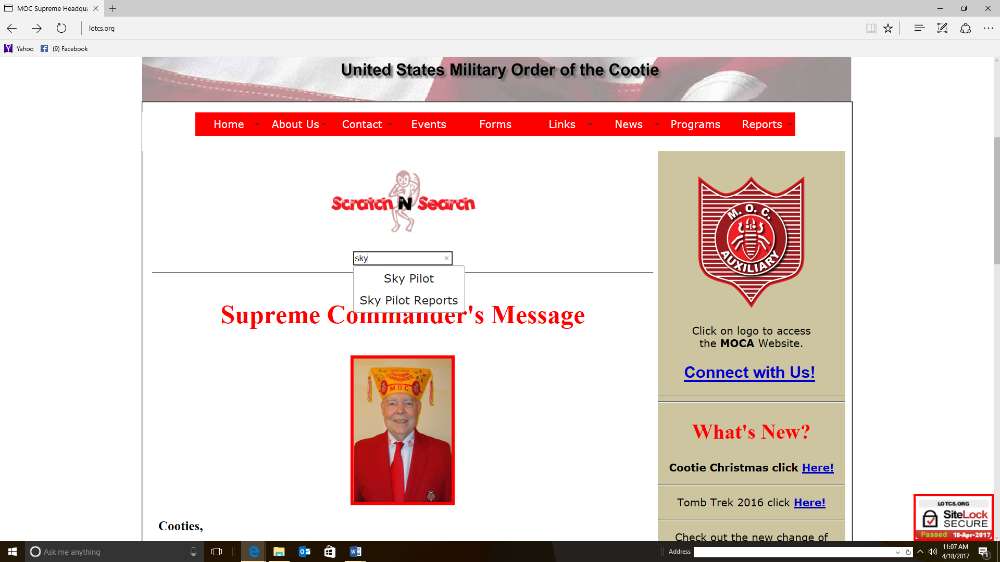 MOC Supreme Headqua
lotcs.org
Yahoo
(9) Facebook
United States Military Order of the Cootie
Home About Us Contact Events Forms Links News Programs Reports
Scratch N Search
sky
Sky Pilot
Sky Pilot Reports
Supreme Commander's Message
SUPREME
COMMANDER
M.O.C
Cooties,
M. O. C.
AUXILIARY
Click on logo to access
the MOCA Website.
Connect with Us!
What's New?
Cootie Christmas click Here!
Tomb Trek 2016 click Here!
Check out the new change of
LOTCS.ORG
SiteLock
SECURE
Passed 18-Apr-2017
Ask me anything
Address
11:07 AM
4/18/2017
1